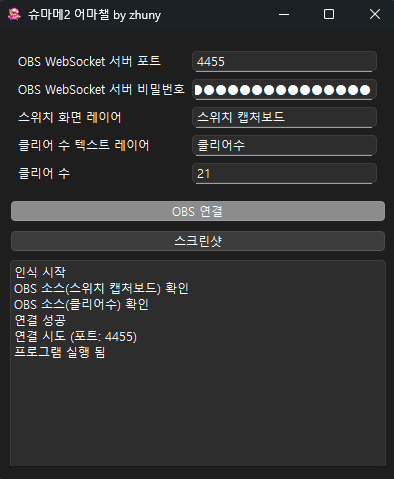 슈마메2 어마챌 by zhuny
OBS WebSocket 서버 포트 4455
OBS WebSocket 서버 비밀번호 ●●●●●●●●●●●●●●●
스위치 화면 레이어 스위치 캡처보드
클리어 수 텍스트 레이어 클리어수
클리어 수 21
OBS 연결
스크린샷
인식 시작
OBS 소스(스위치 캡처보드) 확인
OBS 소스(클리어수) 확인
연결 성공
연결 시도 (포트: 4455)
프로그램 실행 됨